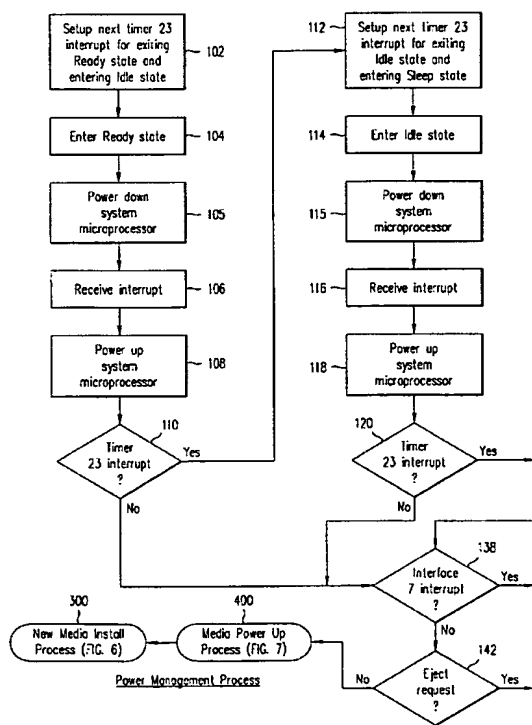 102
Setup next timer 23
interrupt for exiting
Ready state and
entering Idle state
104
Enter Ready state
105
Power down
system
microprocessor
106
Receive interrupt
108
Power up
system
microprocessor
110
Timer
23 interrupt
?
Yes
No
112
Setup next timer 23
interrupt for exiting
Idle state and
entering Sleep state
114
Enter Idle state
115
Power down
system
microprocessor
116
Receive interrupt
118
Power up
system
microprocessor
120
Timer
23 interrupt
?
Yes
No
138
Interface
7 interrupt
?
Yes
No
142
Eject
request
?
Yes
No
400
Media Power Up
Process (FIG. 7)
300
New Media Install
Process (FIG. 6)
Power Management Process